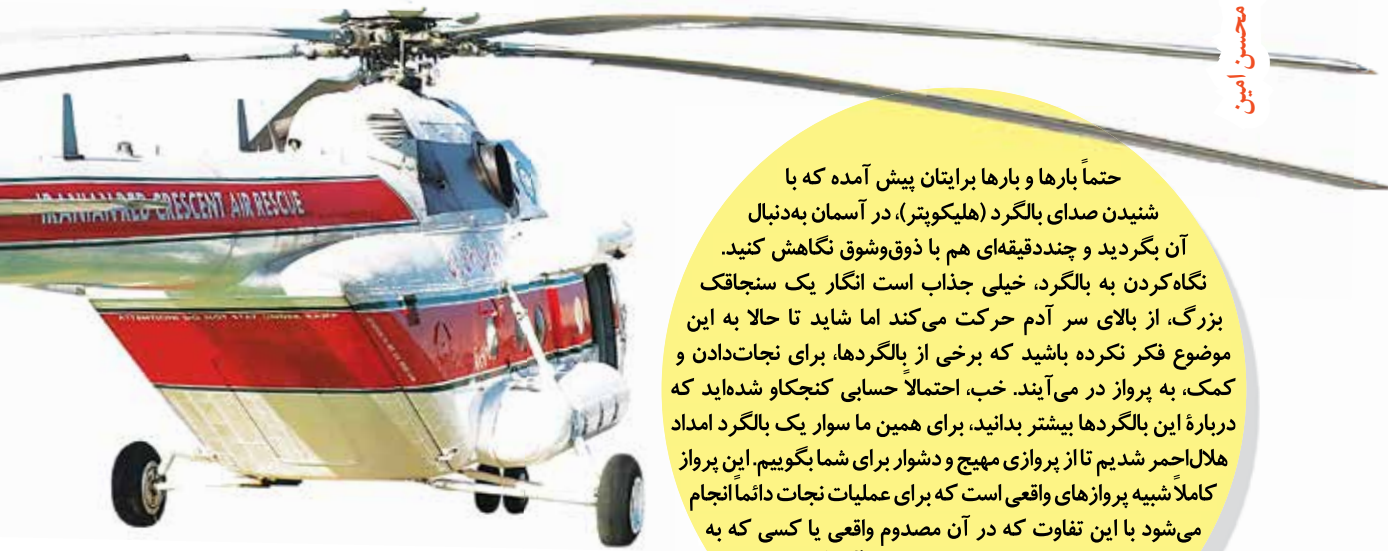 محسن امین
حتماً بارها و بارها برایتان پیش آمده که با
شنیدن صدای بالگرد (هلیکوپتر)، در آسمان به‌دنبال
آن بگردید و چنددقیقه‌ای هم با ذوق‌وشوق نگاهش کنید.
نگاه‌کردن به بالگرد، خیلی جذاب است انگار یک سنجاقک
بزرگ، از بالای سر آدم حرکت می‌کند اما شاید تا حالا به این
موضوع فکر نکرده باشید که برخی از بالگردها، برای نجات‌دادن و
کمک، به پرواز در می‌آیند. خب، احتمالاً حسابی کنجکاو شده‌اید که
دربارهٔ این بالگردها بیشتر بدانید، برای همین ما سوار یک بالگرد امداد
هلال‌احمر شدیم تا از پروازی مهیج و دشوار برای شما بگوییم. این پرواز
کاملاً شبیه پروازهای واقعی است که برای عملیات نجات دائماً انجام
می‌شود با این تفاوت که در آن مصدوم واقعی یا کسی که به
IRANIAN RED CRESCENT AIR RESCUE
ATTENTION! DO NOT STAY UNDER